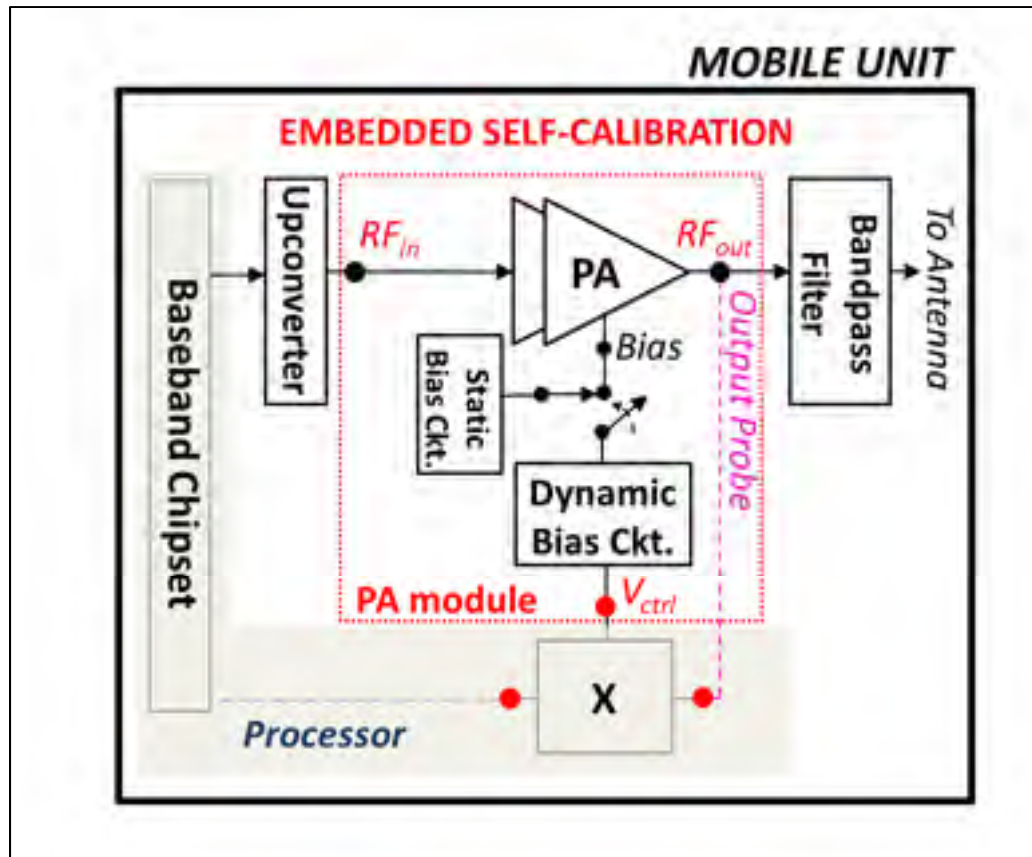 MOBILE UNIT
EMBEDDED SELF-CALIBRATION
Baseband Chipset
Upconverter
RFin
PA
RFout
Bandpass
Filter
To Antenna
Bias
Static
Bias Ckt.
Output Probe
Dynamic
Bias Ckt.
PA module
Vctrl
X
Processor